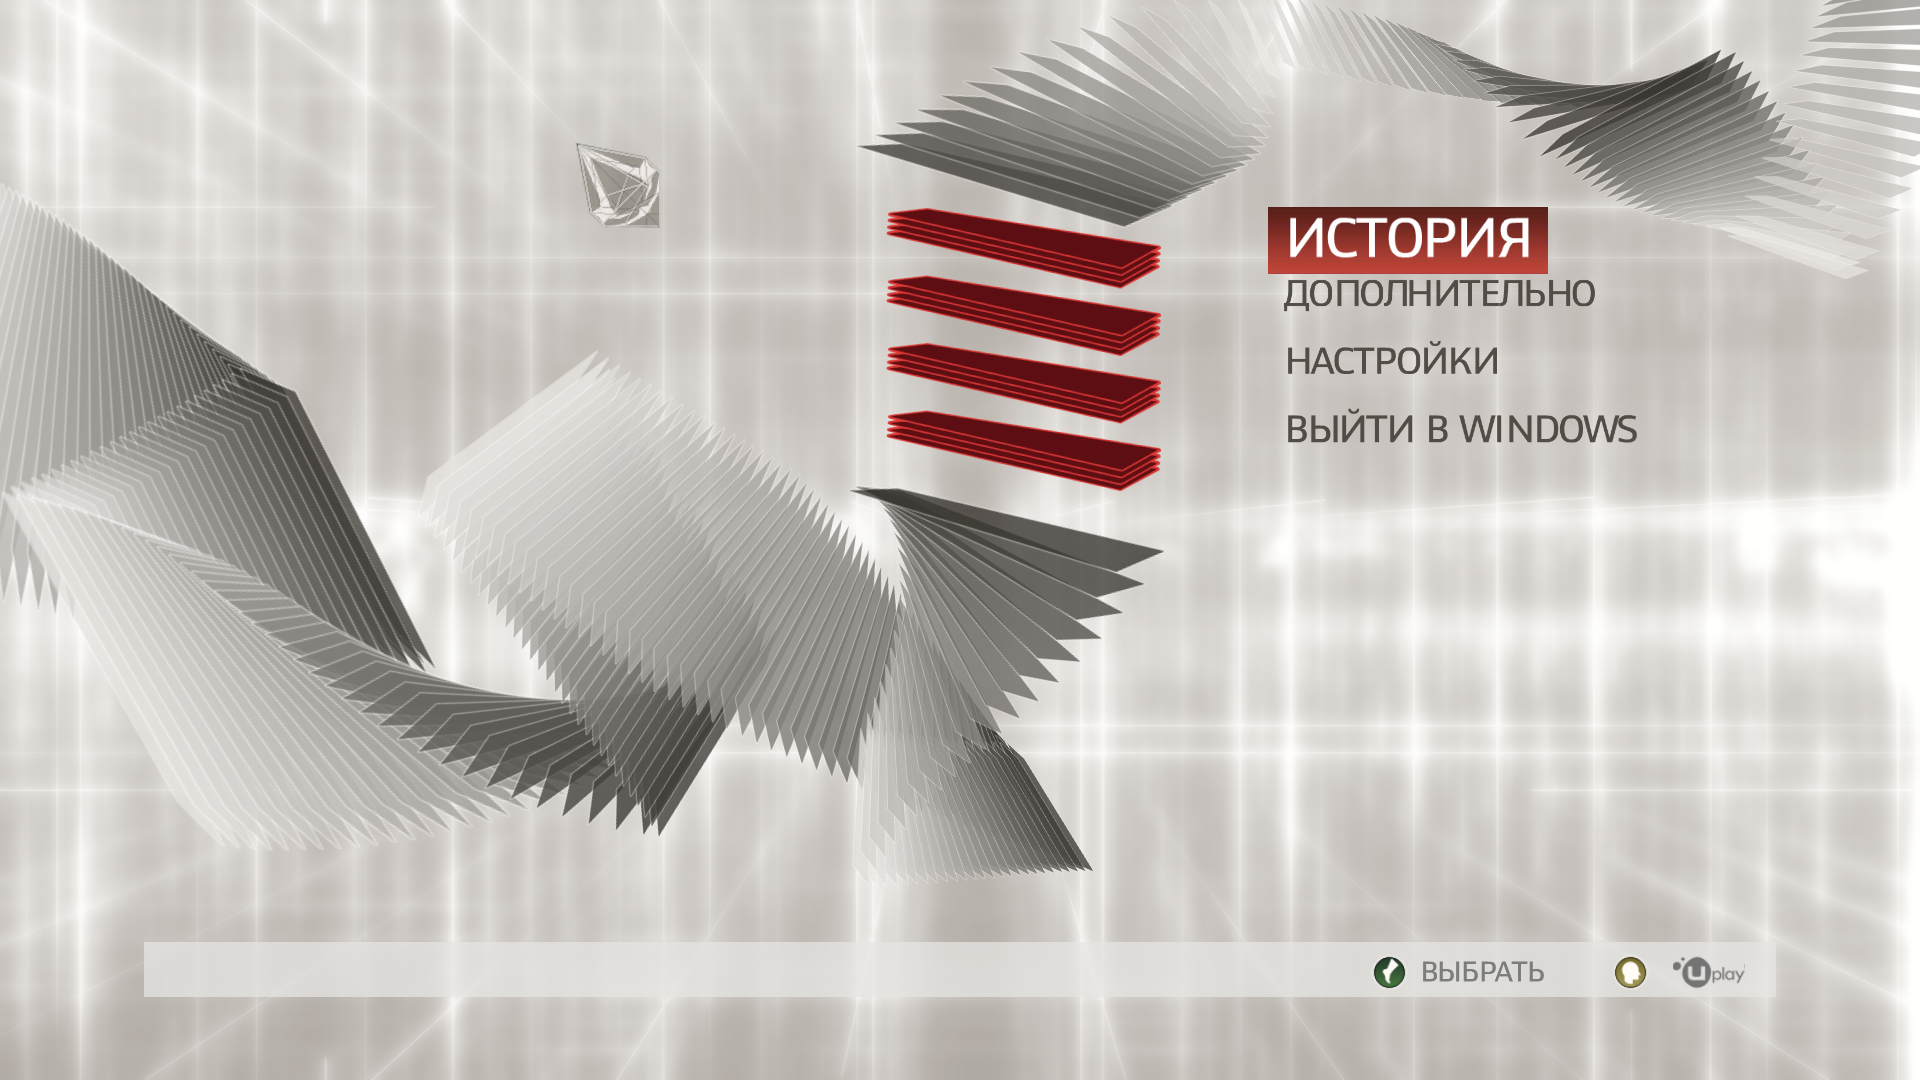 ИСТОРИЯ
ДОПОЛНИТЕЛЬНО
НАСТРОЙКИ
ВЫЙТИ В WINDOWS
ВЫБРАТЬ Uplay